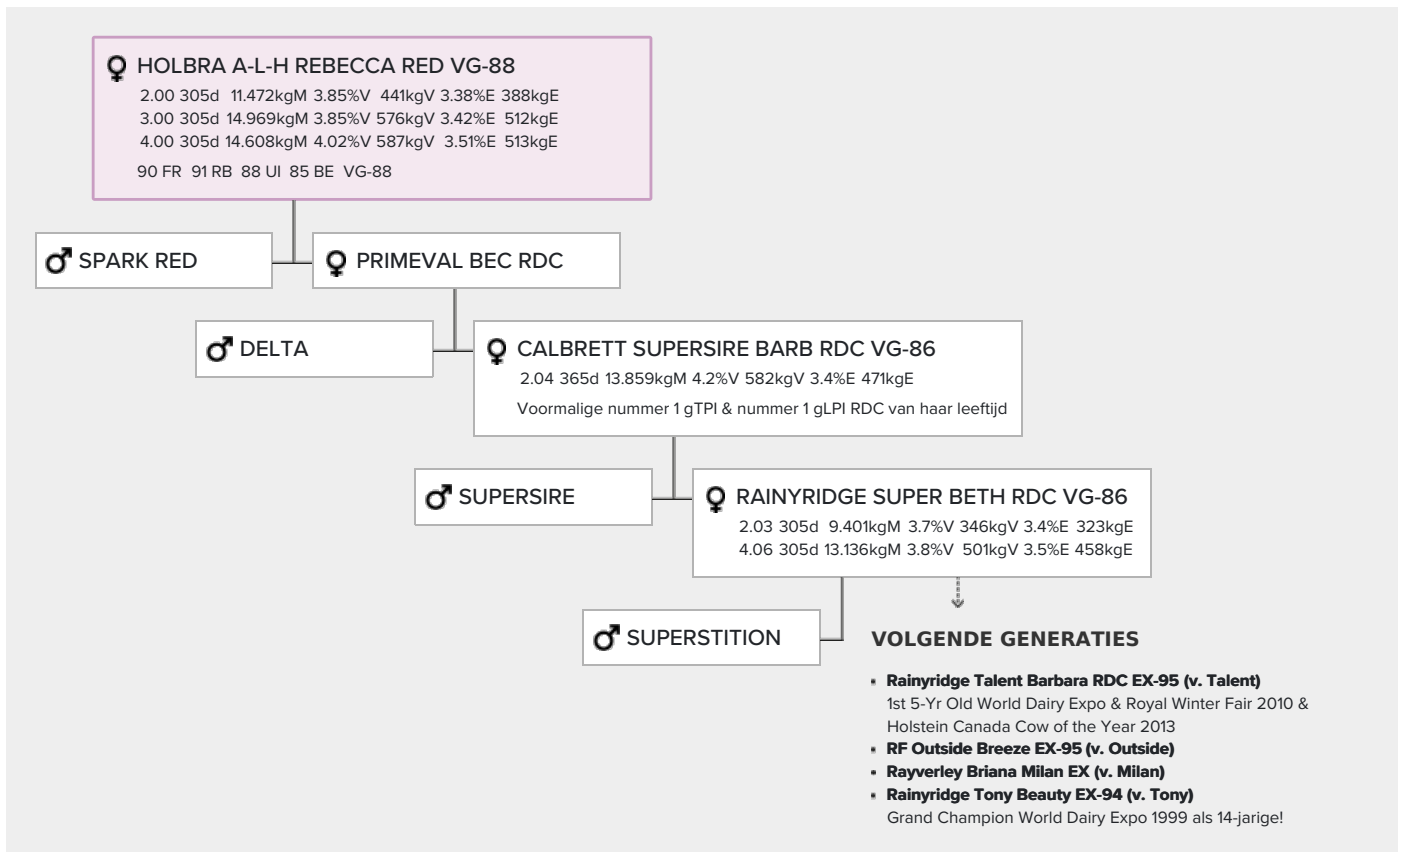 HOLBRA A-L-H REBECCA RED VG-88
2.00 305d 11.472kgM 3.85%V 441kgV 3.38%E 388kgE
3.00 305d 14.969kgM 3.85%V 576kgV 3.42%E 512kgE
4.00 305d 14.608kgM 4.02%V 587kgV 3.51%E 513kgE
90 FR 91 RB 88 UI 85 BE VG-88
SPARK RED
PRIMEVAL BEC RDC
DELTA
CALBRETT SUPERSIRE BARB RDC VG-86
2.04 365d 13.859kgM 4.2%V 582kgV 3.4%E 471kgE
Voormalige nummer 1 gTPI & nummer 1 gLPI RDC van haar leeftijd
SUPERSIRE
RAINYRIDGE SUPER BETH RDC VG-86
2.03 305d 9.401kgM 3.7%V 346kgV 3.4%E 323kgE
4.06 305d 13.136kgM 3.8%V 501kgV 3.5%E 458kgE
SUPERSTITION
VOLGENDE GENERATIES
Rainyridge Talent Barbara RDC EX-95 (v. Talent)
1st 5-Yr Old World Dairy Expo & Royal Winter Fair 2010 &
Holstein Canada Cow of the Year 2013
RF Outside Breeze EX-95 (v. Outside)
Rayverley Briana Milan EX (v. Milan)
Rainyridge Tony Beauty EX-94 (v. Tony)
Grand Champion World Dairy Expo 1999 als 14-jarige!